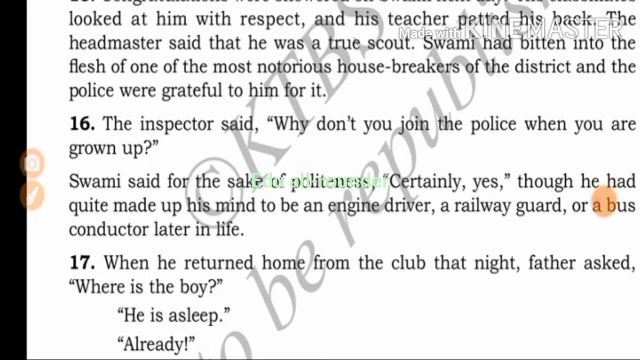 looked at him with respect, and his teacher patted his back. The
Made with KINEMASTER
headmaster said that he was a true scout. Swami had bitten into the
flesh of one of the most notorious house-breakers of the district and the
police were grateful to him for it.
16. The inspector said, “Why don’t you join the police when you are
grown up?”
Swami said for the sake of politeness, “Certainly, yes,” though he had
quite made up his mind to be an engine driver, a railway guard, or a bus
conductor later in life.
17. When he returned home from the club that night, father asked,
“Where is the boy?”
“He is asleep.”
“Already!”
©KTBS
to be republish